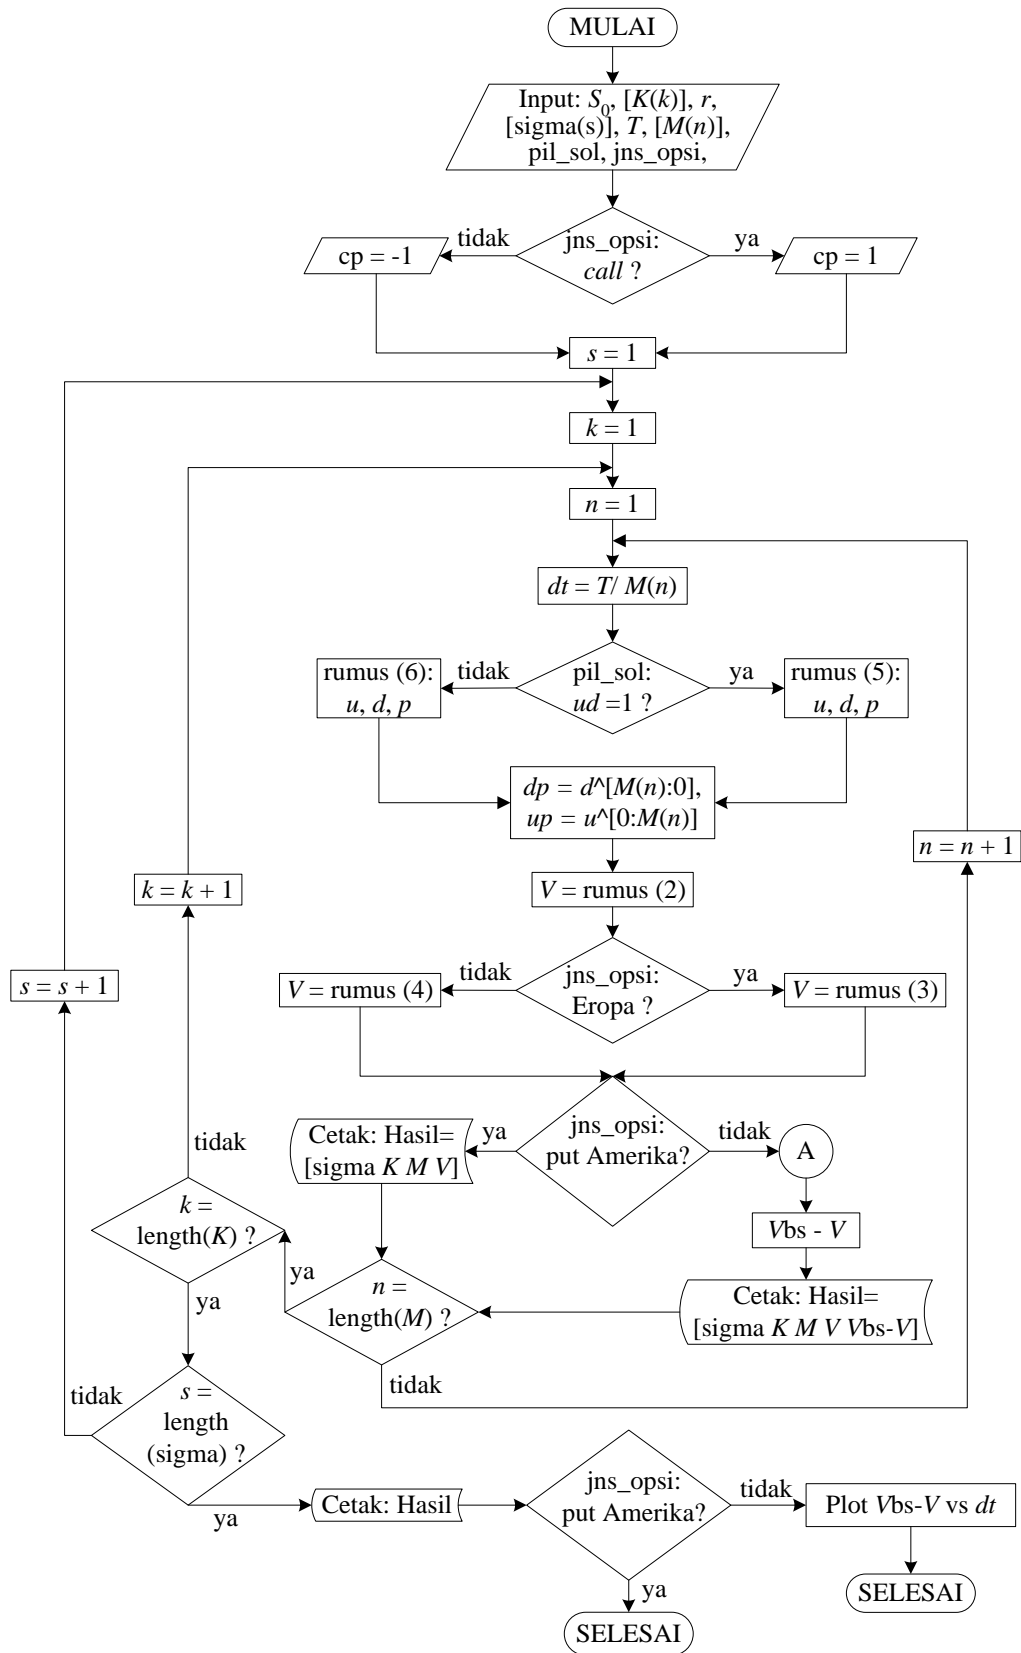 MULAI
Input: S0, [K(k)], r,
[sigma(s)], T, [M(n)],
pil_sol, jns_opsi,
tidak
jns_opsi:
call ?
ya
cp = -1
cp = 1
s = 1
k = 1
n = 1
dt = T/ M(n)
rumus (6):
u, d, p
tidak
pil_sol:
ud =1 ?
ya
rumus (5):
u, d, p
dp = d^[M(n):0],
up = u^[0:M(n)]
n = n + 1
k = k + 1
V = rumus (2)
s = s + 1
V = rumus (4)
tidak
jns_opsi:
Eropa ?
ya
V = rumus (3)
Cetak: Hasil=
[sigma K M V]
ya
jns_opsi:
put Amerika?
tidak
A
tidak
k =
length(K) ?
ya
Vbs - V
n =
length(M) ?
Cetak: Hasil=
[sigma K M V Vbs-V]
ya
tidak
tidak
s =
length
(sigma) ?
ya
Cetak: Hasil
jns_opsi:
put Amerika?
tidak
Plot Vbs-V vs dt
ya
SELESAI
SELESAI